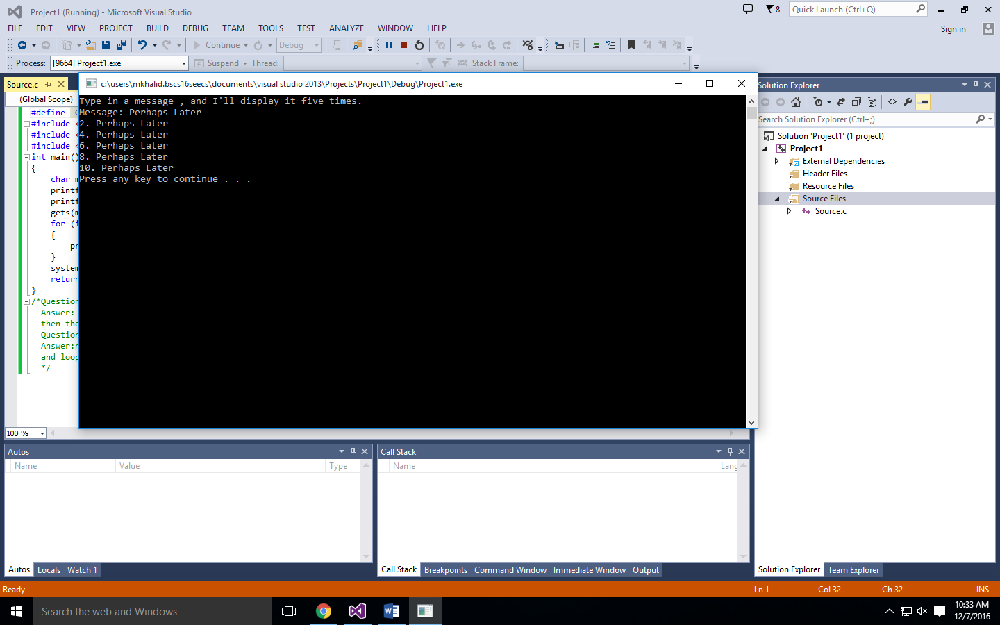 Project1 (Running) - Microsoft Visual Studio
8
Quick Launch (Ctrl+Q)
FILE EDIT VIEW PROJECT BUILD DEBUG TEAM TOOLS TEST ANALYZE WINDOW HELP
Sign in
Continue
Debug
Process: [9664] Project1.exe
Suspend
Thread:
Stack Frame:
Source.c
(Global Scope)
#define
#include
#include
#include
int main()
{
char
gets(
for (
{
}
system
return
}
/*Question
Answer:
then the
Question
Answer:
and loop
*/
100 %
c:\users\mkhalid.bscs16seecs\documents\visual studio 2013\Projects\Project1\Debug\Project1.exe
Type in a message , and I'll display it five times.
Message: Perhaps Later
2. Perhaps Later
4. Perhaps Later
6. Perhaps Later
8. Perhaps Later
10. Perhaps Later
Press any key to continue . . .
Solution Explorer
Search Solution Explorer (Ctrl+;)
Solution 'Project1' (1 project)
Project1
External Dependencies
Header Files
Resource Files
Source Files
Source.c
Autos
Name Value Type
Autos Locals Watch 1
Call Stack
Name Lang
Call Stack Breakpoints Command Window Immediate Window Output
Solution Explorer Team Explorer
Ready
Ln 1 Col 32 Ch 32 INS
Search the web and Windows
10:33 AM
12/7/2016